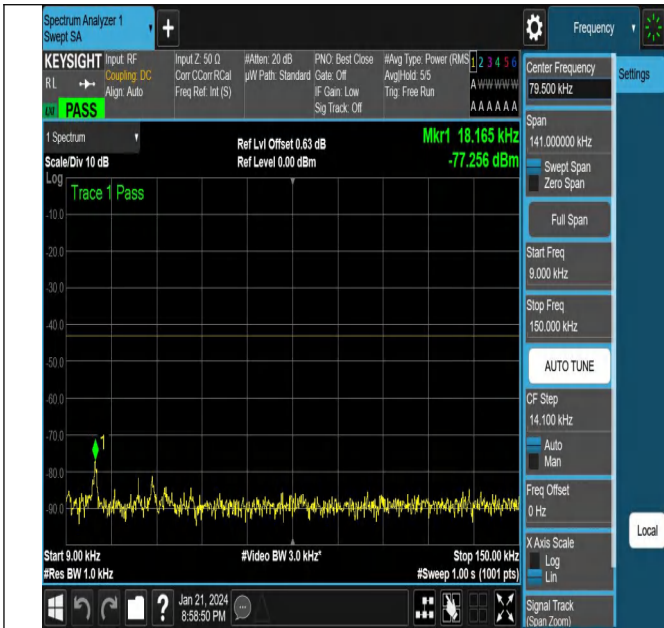 Spectrum Analyzer 1
Swept SA
+
Frequency
KEYSIGHT
RL
PASS
Input: RF
Coupling: DC
Align: Auto
Input Z: 50 Ω
Corr CCorr RCal
Freq Ref: Int (S)
#Atten: 20 dB
µW Path: Standard
PNO: Best Close
Gate: Off
IF Gain: Low
Sig Track: Off
#Avg Type: Power (RMS
Avg|Hold: 5/5
Trig: Free Run
1 2 3 4 5 6
A W W W W W
A A A A A A
Center Frequency
79.500 kHz
Settings
Span
141.000000 kHz
Swept Span
Zero Span
Full Span
Start Freq
9.000 kHz
Stop Freq
150.000 kHz
AUTO TUNE
CF Step
14.100 kHz
Auto
Man
Freq Offset
0 Hz
X Axis Scale
Log
Lin
Signal Track
(Span Zoom)
Local
1 Spectrum
Scale/Div 10 dB
Ref Lvl Offset 0.63 dB
Ref Level 0.00 dBm
Mkr1 18.165 kHz
-77.256 dBm
Log
Trace 1 Pass
-10.0
-20.0
-30.0
-40.0
-50.0
-60.0
-70.0
-80.0
-90.0
1
Start 9.00 kHz
#Res BW 1.0 kHz
#Video BW 3.0 kHz*
Stop 150.00 kHz
#Sweep 1.00 s (1001 pts)
?
Jan 21, 2024
8:58:50 PM